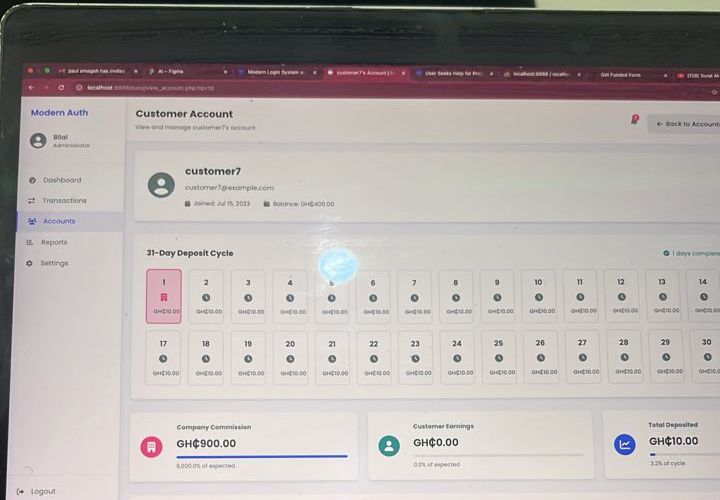 paul amegah has invited
AI – Figma
Modern Login System
customer7's Account |
User Seeks Help for
localhost:8888 / localho
Get Funded Form
(128) Surat Al-
localhost:8888/susu/view_account.php?id=10
Modern Auth
Bilal
Administrator
Dashboard
Transactions
Accounts
Reports
Settings
Logout
Customer Account
View and manage customer7's account
← Back to Accounts
customer7
customer7@example.com
Joined: Jul 15, 2023 Balance: GH₵400.00
31-Day Deposit Cycle
1 days complete
1 2 3 4 5 6 7 8 9 10 11 12 13 14
GH₵10.00 GH₵10.00 GH₵10.00 GH₵10.00 GH₵10.00 GH₵10.00 GH₵10.00 GH₵10.00 GH₵10.00 GH₵10.00 GH₵10.00 GH₵10.00 GH₵10.00 GH₵10.00
17 18 19 20 21 22 23 24 25 26 27 28 29 30
GH₵10.00 GH₵10.00 GH₵10.00 GH₵10.00 GH₵10.00 GH₵10.00 GH₵10.00 GH₵10.00 GH₵10.00 GH₵10.00 GH₵10.00 GH₵10.00 GH₵10.00 GH₵10.0
Company Commission
GH₵900.00
9,000.0% of expected
Customer Earnings
GH₵0.00
0.0% of expected
Total Deposited
GH₵10.00
3.2% of cycle